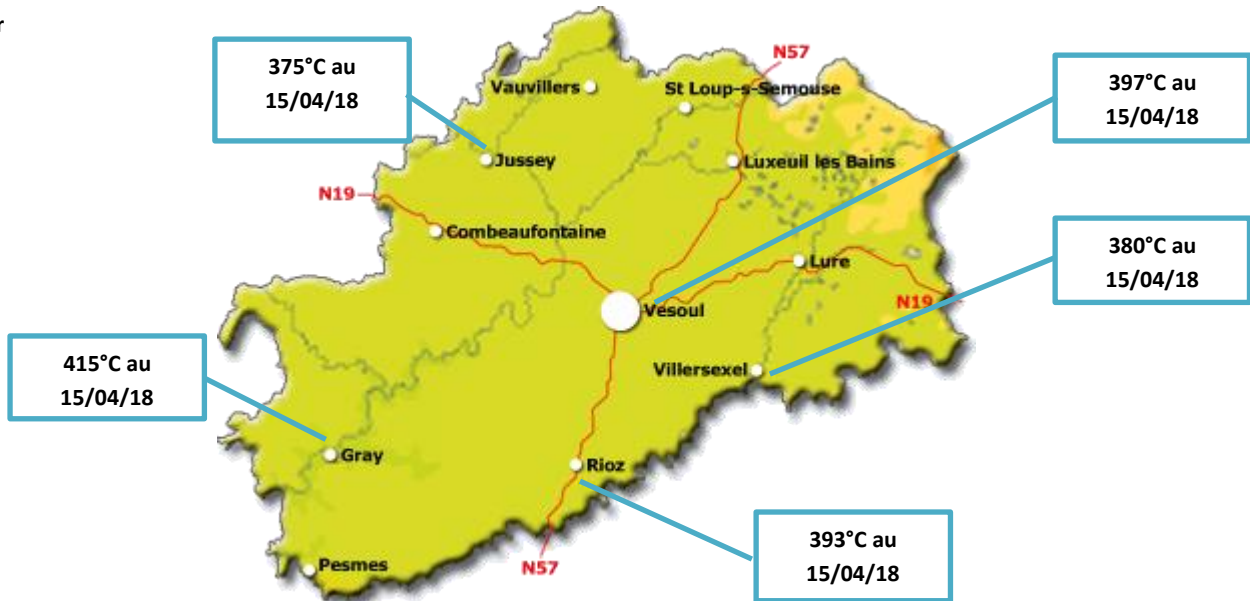 r
375°C au
15/04/18
N57
397°C au
15/04/18
Vauvillers
St Loup-s-Semouse
Jussey
Luxeuil les Bains
N19
Combeaufontaine
380°C au
15/04/18
Lure
N19
Vesoul
415°C au
15/04/18
Villersexel
Gray
Rioz
393°C au
15/04/18
Pesmes
N57